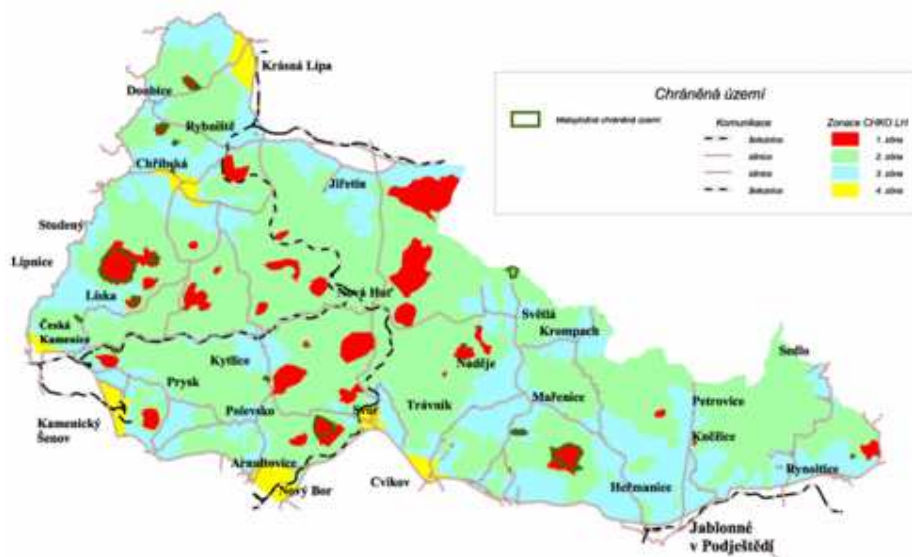 Krásná Lípa
Doubice
Rybniště
Chřibská
Jiřetín
Studený
Lipnice
Líska
Nová Huť
Česká
Kamenice
Světlá
Krompach
Kytlice
Naděje
Sedlo
Prysk
Polevsko
Svor
Trávník
Mařenice
Petrovice
Kamenický
Šenov
Arnultovice
Nový Bor
Cvikov
Heřmanice
Rynoltice
Jablonné
v Podještědí
Chráněná území
Maloplošné chráněné území
Komunikace
železnice
silnice
silnice
železnice
Zonace CHKO LH
1. zóna
2. zóna
3. zóna
4. zóna